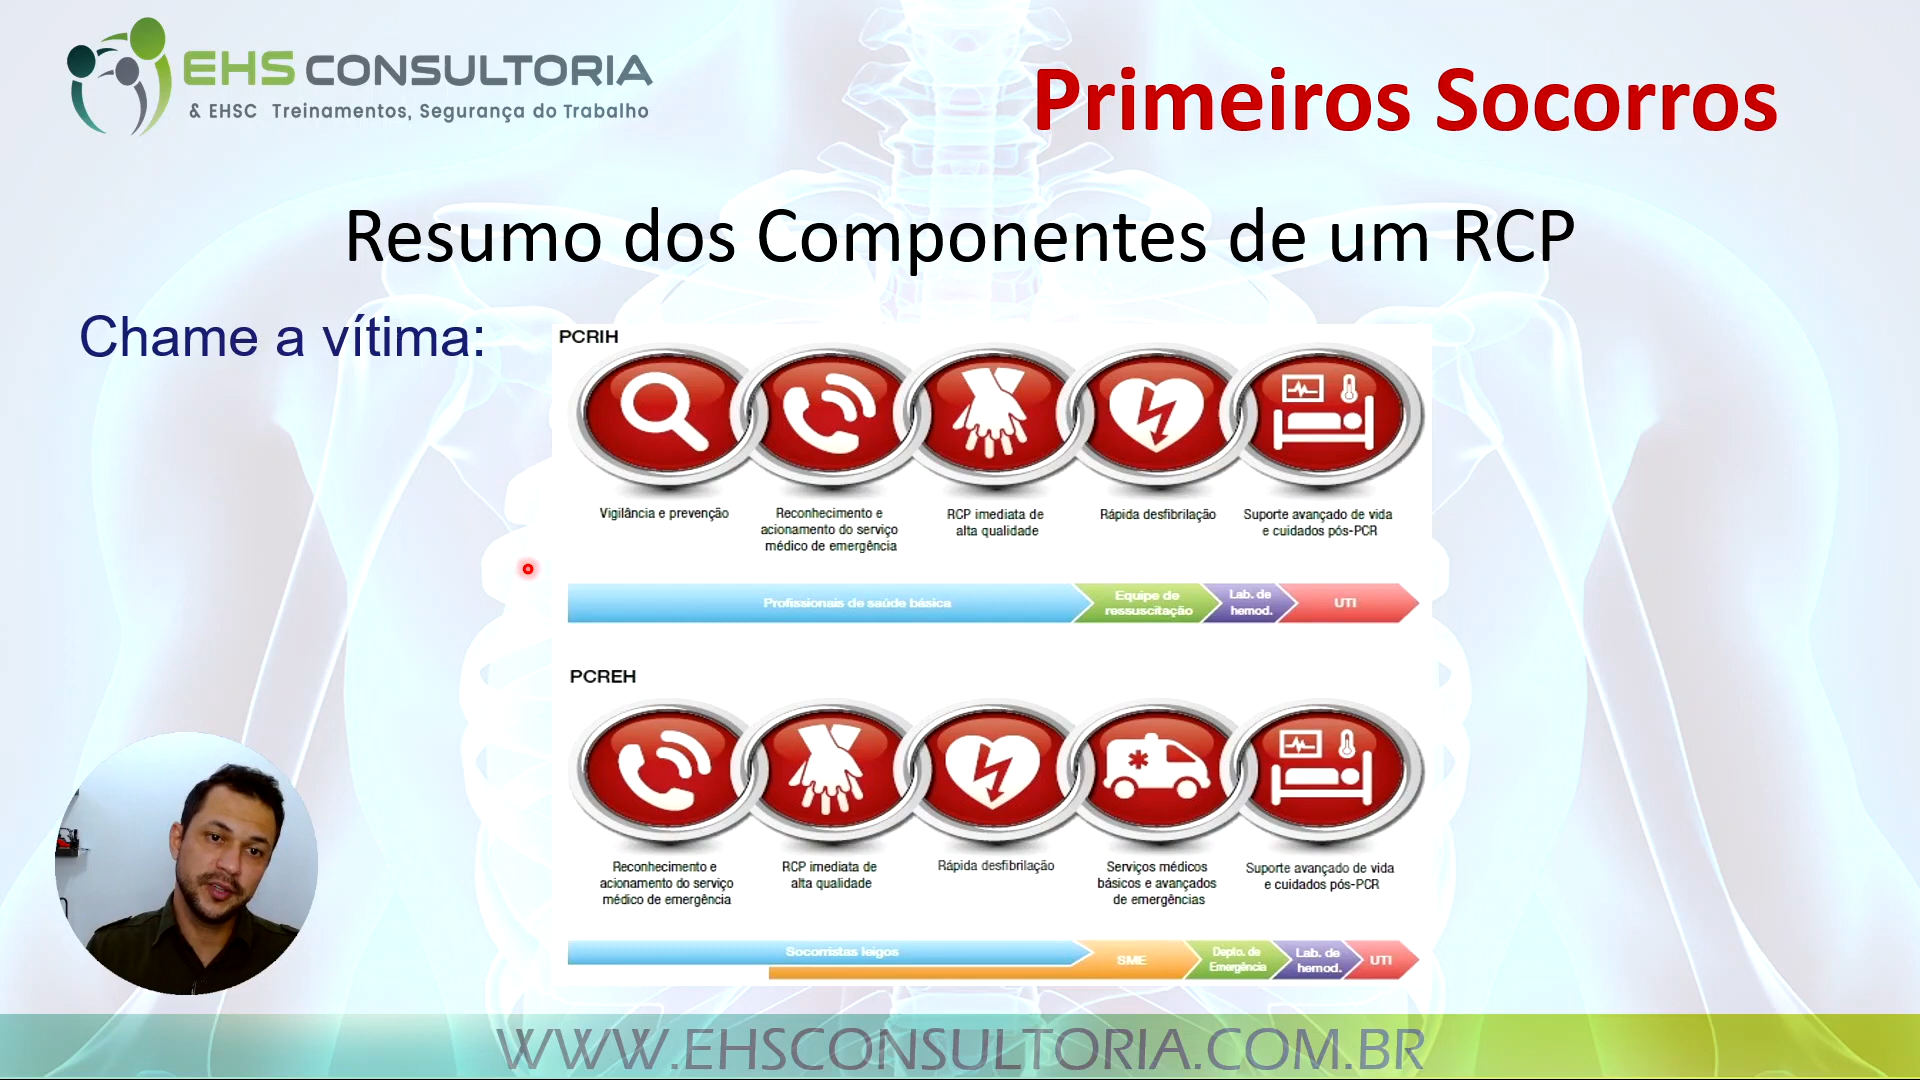 EHS CONSULTORIA
& EHSC Treinamentos, Segurança do Trabalho
Primeiros Socorros
Resumo dos Componentes de um RCP
Chame a vítima:
PCRIH
Vigilância e prevenção
Reconhecimento e
acionamento do serviço
médico de emergência
RCP imediata de
alta qualidade
Rápida desfibrilação
Suporte avançado de vida
e cuidados pós-PCR
Profissionais de saúde básica
Equipe de
ressuscitação
Lab. de
hemod.
UTI
PCREH
Reconhecimento e
acionamento do serviço
médico de emergência
RCP imediata de
alta qualidade
Rápida desfibrilação
Serviços médicos
básicos e avançados
de emergências
Suporte avançado de vida
e cuidados pós-PCR
Socorristas leigos
SME
Depto. de
Emergência
Lab. de
hemod.
UTI
WWW.EHSCONSULTORIA.COM.BR